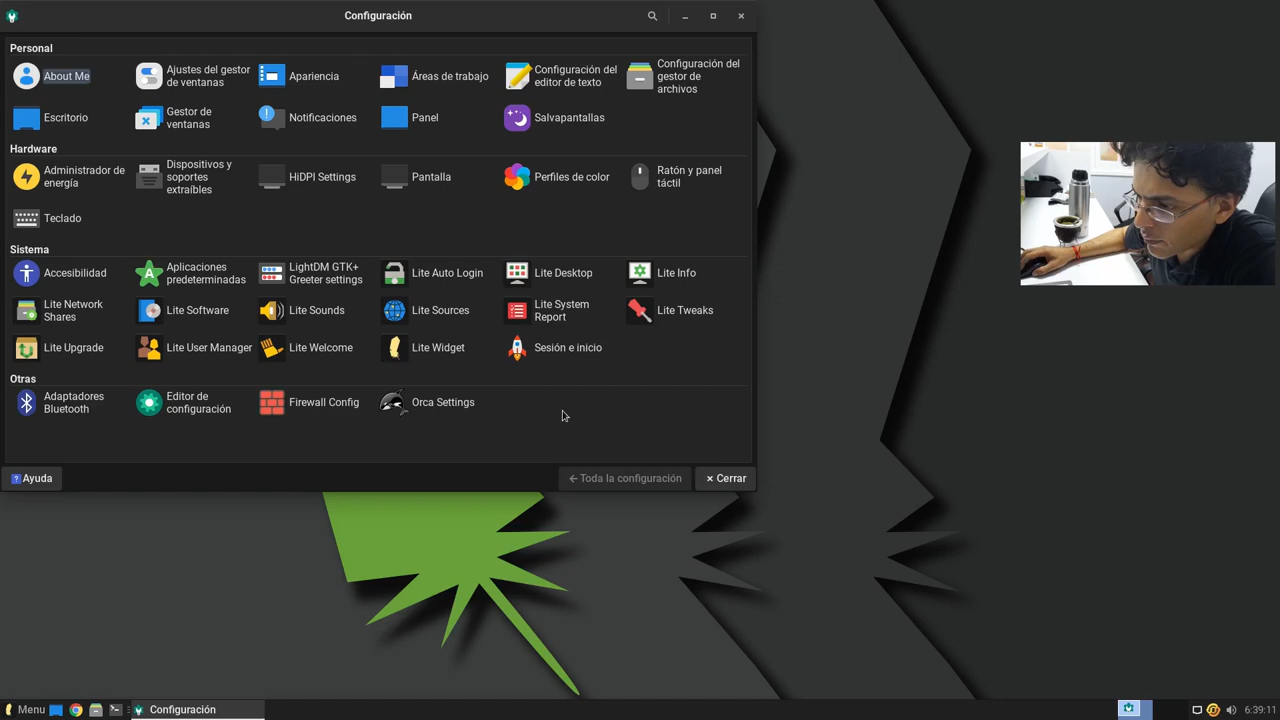 Configuración
Personal
About Me
Ajustes del gestor
de ventanas
Apariencia
Áreas de trabajo
Configuración del
editor de texto
Configuración del
gestor de
archivos
Escritorio
Gestor de
ventanas
Notificaciones
Panel
Salvapantallas
Hardware
Administrador de
energía
Dispositivos y
soportes
extraíbles
HiDPI Settings
Pantalla
Perfiles de color
Ratón y panel
táctil
Teclado
Sistema
Accesibilidad
Aplicaciones
predeterminadas
LightDM GTK+
Greeter settings
Lite Auto Login
Lite Desktop
Lite Info
Lite Network
Shares
Lite Software
Lite Sounds
Lite Sources
Lite System
Report
Lite Tweaks
Lite Upgrade
Lite User Manager
Lite Welcome
Lite Widget
Sesión e inicio
Otras
Adaptadores
Bluetooth
Editor de
configuración
Firewall Config
Orca Settings
Ayuda
Toda la configuración
Cerrar
Menu
Configuración
6:39:11